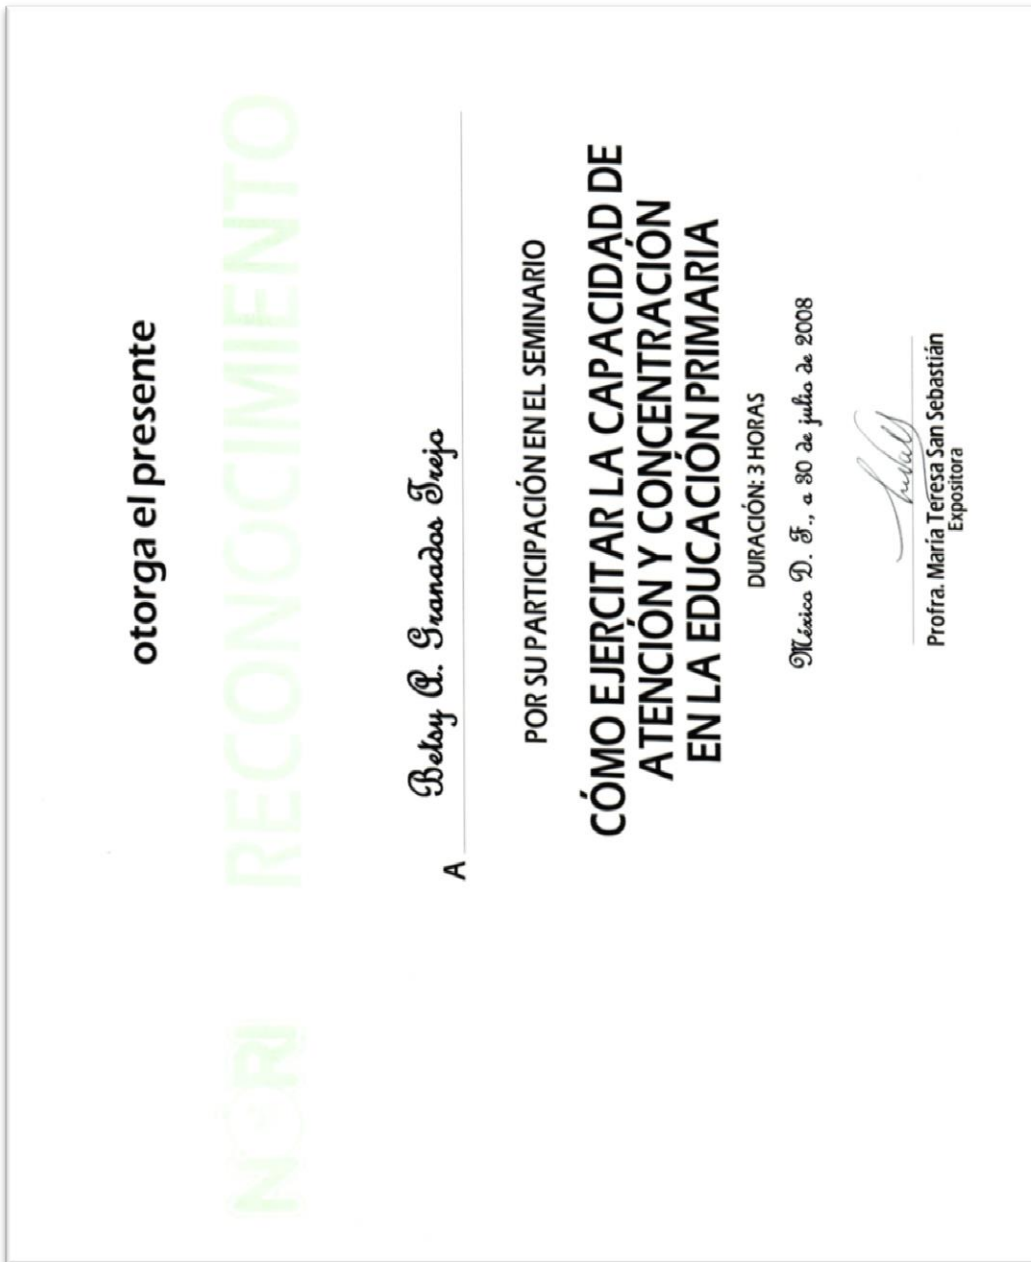 otorga el presente
RECONOCIMIENTO
A Betsy A. Granados Trejo
POR SU PARTICIPACIÓN EN EL SEMINARIO
CÓMO EJERCITAR LA CAPACIDAD DE
ATENCIÓN Y CONCENTRACIÓN
EN LA EDUCACIÓN PRIMARIA
DURACIÓN: 3 HORAS
México D. F., a 30 de julio de 2008
Profra. María Teresa San Sebastián
Expositora